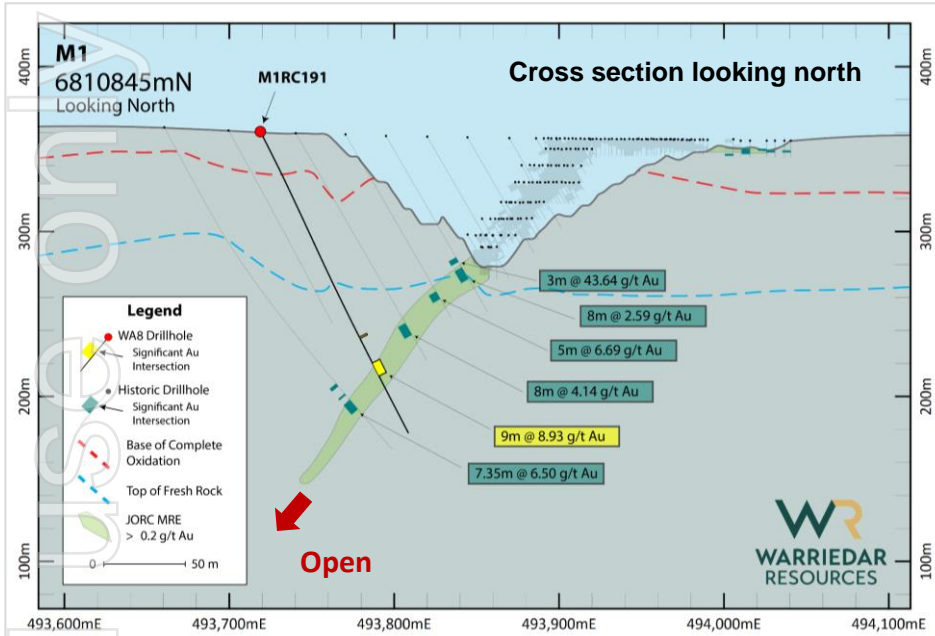 M1
6810845mN
Looking North
M1RC191
Cross section looking north
400m
300m
200m
100m
400m
300m
200m
100m
3m @ 43.64 g/t Au
8m @ 2.59 g/t Au
5m @ 6.69 g/t Au
8m @ 4.14 g/t Au
9m @ 8.93 g/t Au
7.35m @ 6.50 g/t Au
Legend
WA8 Drillhole
Significant Au
Intersection
Historic Drillhole
Significant Au
Intersection
Base of Complete
Oxidation
Top of Fresh Rock
JORC MRE
> 0.2 g/t Au
0 50 m
Open
WR
WARRIEDAR
RESOURCES
493,600mE 493,700mE 493,800mE 493,900mE 494,000mE 494,100mE
use only